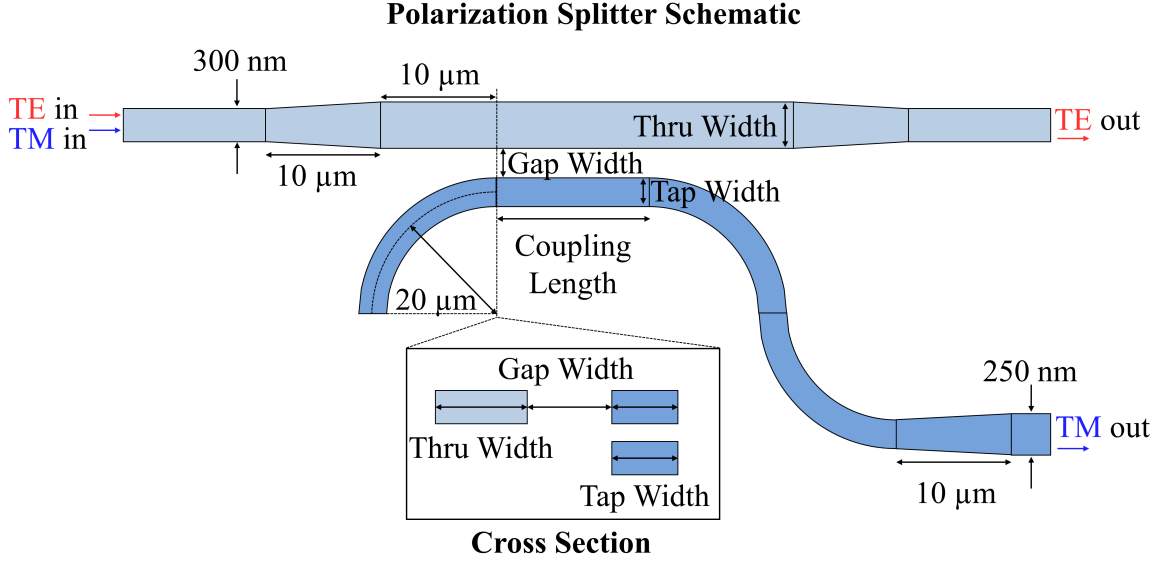 Polarization Splitter Schematic
300 nm
10 µm
TE in
TM in
Thru Width
TE out
10 µm
Gap Width
Tap Width
Coupling
Length
20 µm
Gap Width
250 nm
Thru Width
TM out
Tap Width
10 µm
Cross Section